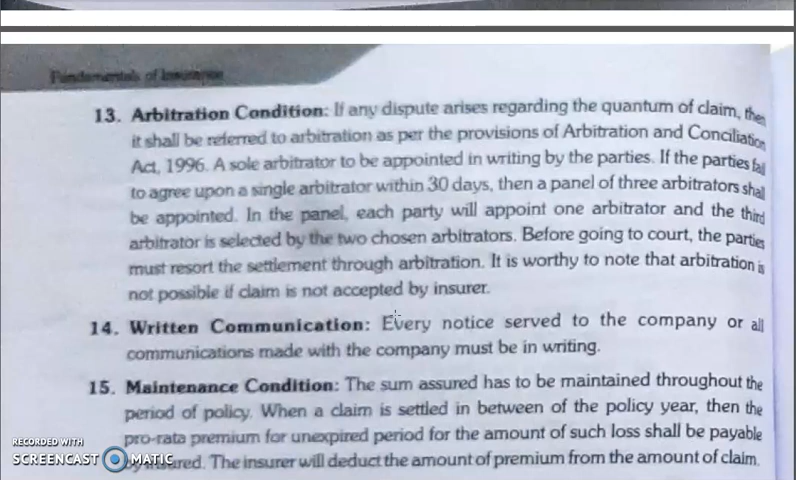 Fundamentals of Insurance
13. Arbitration Condition: If any dispute arises regarding the quantum of claim, then
it shall be referred to arbitration as per the provisions of Arbitration and Conciliation
Act, 1996. A sole arbitrator to be appointed in writing by the parties. If the parties fail
to agree upon a single arbitrator within 30 days, then a panel of three arbitrators shall
be appointed. In the panel, each party will appoint one arbitrator and the third
arbitrator is selected by the two chosen arbitrators. Before going to court, the parties
must resort the settlement through arbitration. It is worthy to note that arbitration is
not possible if claim is not accepted by insurer.
14. Written Communication: Every notice served to the company or all
communications made with the company must be in writing.
15. Maintenance Condition: The sum assured has to be maintained throughout the
period of policy. When a claim is settled in between of the policy year, then the
pro-rata premium for unexpired period for the amount of such loss shall be payable
by insured. The insurer will deduct the amount of premium from the amount of claim.
RECORDED WITH
SCREENCAST MATIC